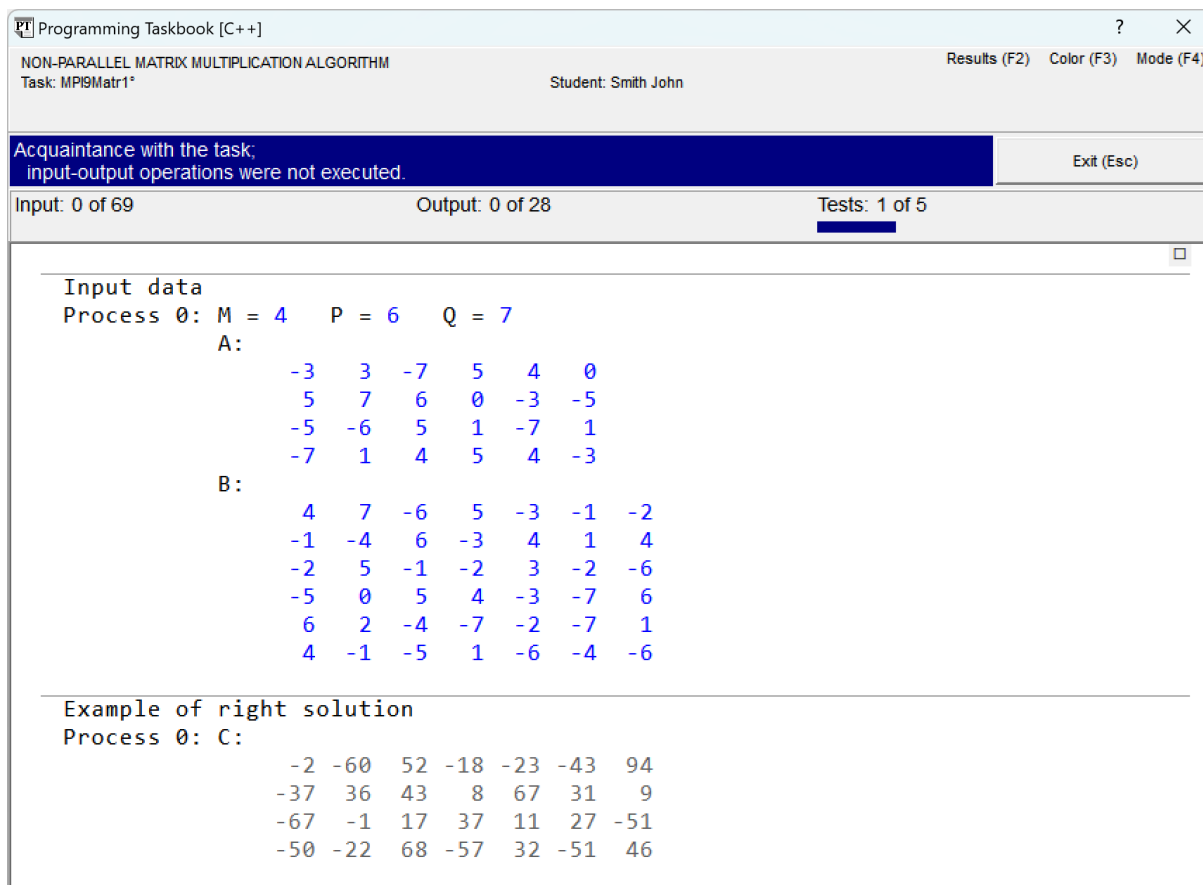 PT Programming Taskbook [C++] ? ×
NON-PARALLEL MATRIX MULTIPLICATION ALGORITHM Results (F2) Color (F3) Mode (F4)
Task: MPI9Matr1° Student: Smith John
Acquaintance with the task;
input-output operations were not executed.
Exit (Esc)
Input: 0 of 69 Output: 0 of 28 Tests: 1 of 5
Input data
Process 0: M = 4 P = 6 Q = 7
A:
-3 3 -7 5 4 0
5 7 6 0 -3 -5
-5 -6 5 1 -7 1
-7 1 4 5 4 -3
B:
4 7 -6 5 -3 -1 -2
-1 -4 6 -3 4 1 4
-2 5 -1 -2 3 -2 -6
-5 0 5 4 -3 -7 6
6 2 -4 -7 -2 -7 1
4 -1 -5 1 -6 -4 -6
Example of right solution
Process 0: C:
-2 -60 52 -18 -23 -43 94
-37 36 43 8 67 31 9
-67 -1 17 37 11 27 -51
-50 -22 68 -57 32 -51 46